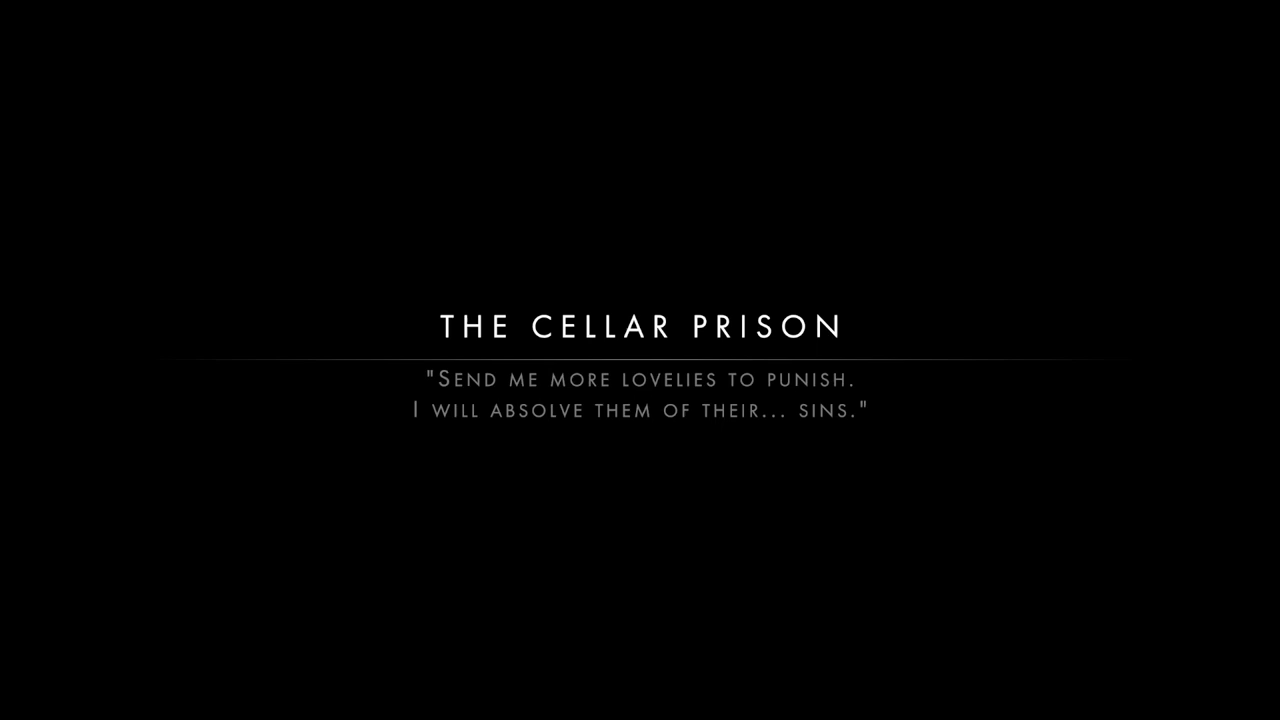 THE CELLAR PRISON
"SEND ME MORE LOVELIES TO PUNISH.
I WILL ABSOLVE THEM OF THEIR... SINS."